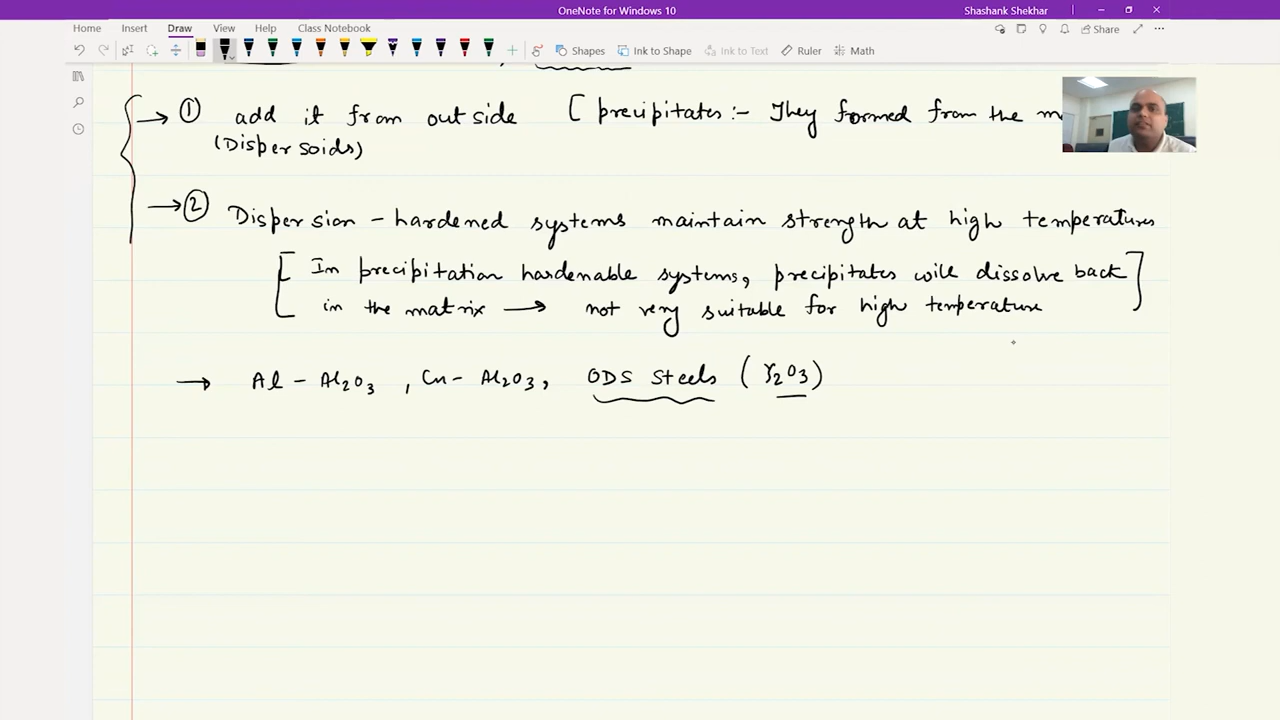 OneNote for Windows 10
Shashank Shekhar
Home Insert Draw View Help Class Notebook
Share
Shapes Ink to Shape Ink to Text Ruler Math
→ ① add it from outside [ precipitates :- They formed from the m
(Dispersoids)
→ ② Dispersion - hardened systems maintain strength at high temperatures
[ In precipitation hardenable systems, precipitates will dissolve back ]
in the matrix → not very suitable for high temperature
→ Al - Al2O3 , Cu - Al2O3, ODS Steels ( Y2O3 )